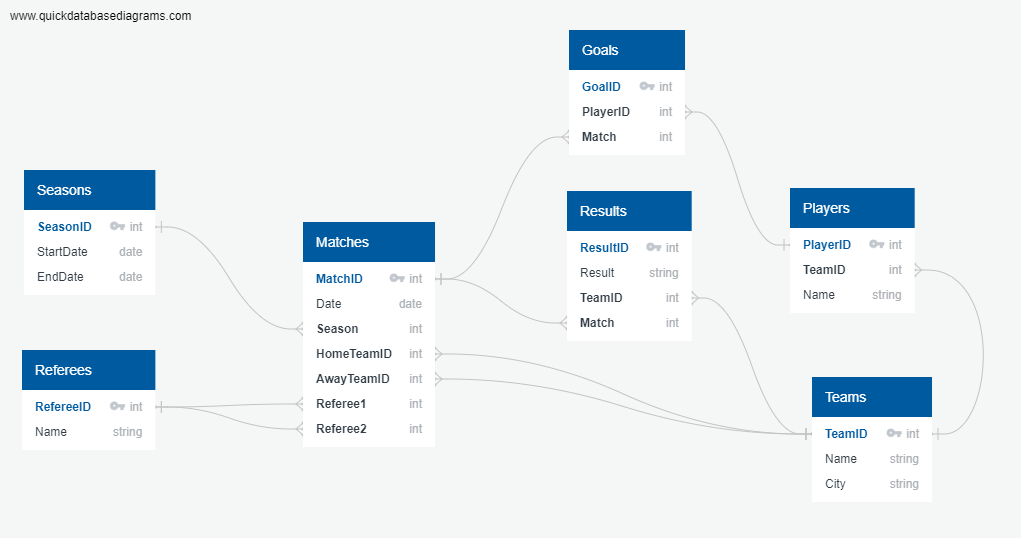 www.quickdatabasediagrams.com
Goals
GoalID int
PlayerID int
Match int
Seasons
SeasonID int
StartDate date
EndDate date
Results
ResultID int
Result string
TeamID int
Match int
Players
PlayerID int
TeamID int
Name string
Matches
MatchID int
Date date
Season int
HomeTeamID int
AwayTeamID int
Referee1 int
Referee2 int
Referees
RefereeID int
Name string
Teams
TeamID int
Name string
City string